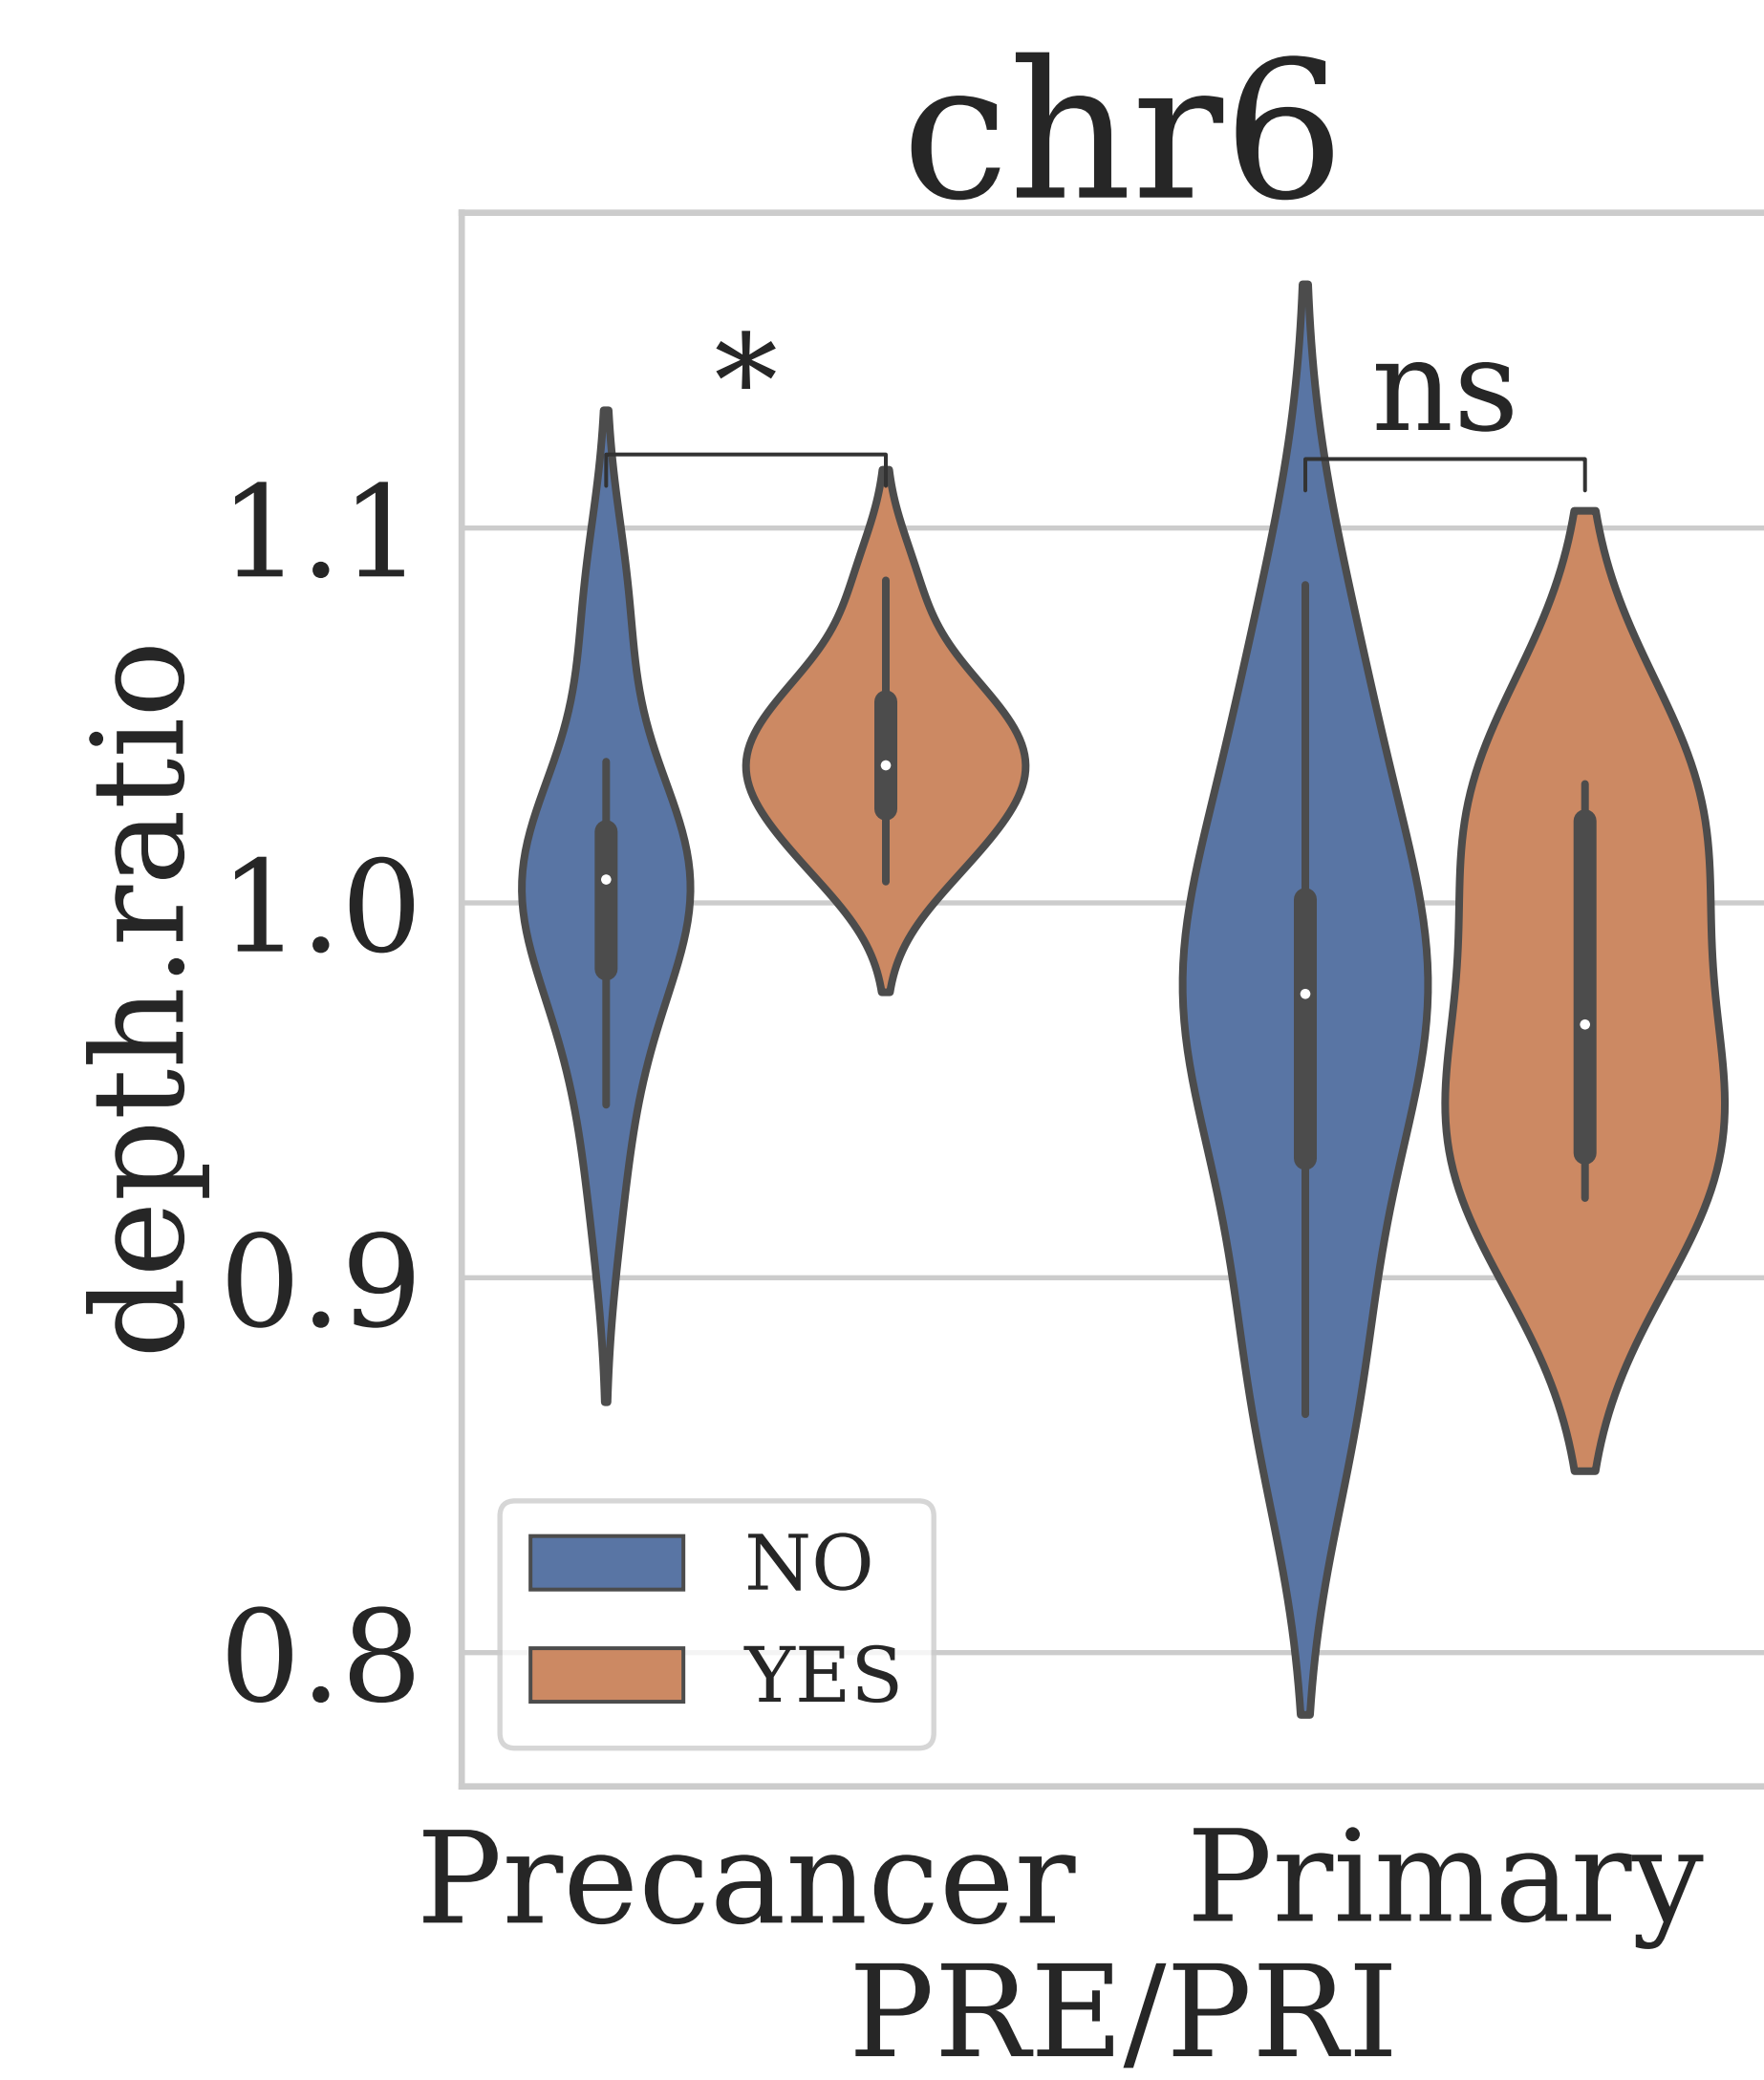 chr6
*
ns
1.1
1.0
0.9
0.8
depth.ratio
NO
YES
Precancer
Primary
PRE/PRI